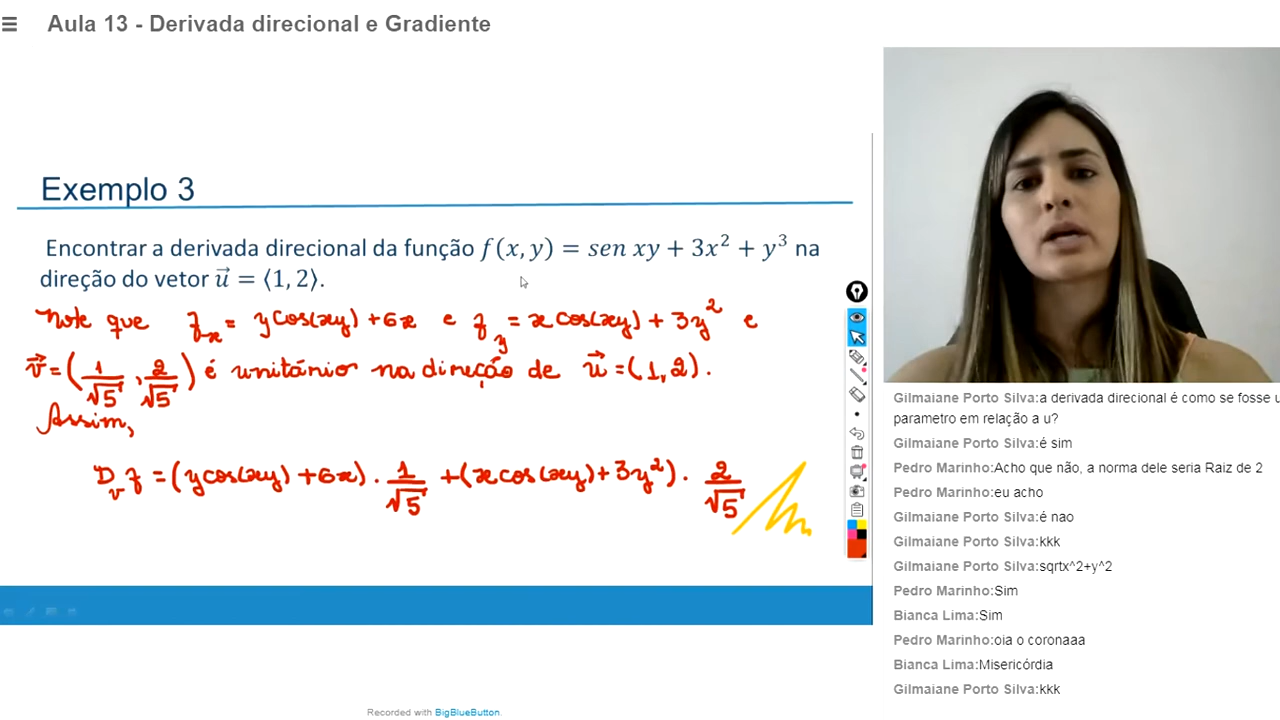 Aula 13 - Derivada direcional e Gradiente
Exemplo 3
Encontrar a derivada direcional da função f(x, y) = sen xy + 3x² + y³ na
direção do vetor u⃗ = ⟨1, 2⟩.
Note que f_x = y cos(xy) + 6x e f_y = x cos(xy) + 3y² e
v⃗ = (1/√5, 2/√5) é unitário na direção de u⃗ = (1, 2).
Assim,
D_v f = (y cos(xy) + 6x) · 1/√5 + (x cos(xy) + 3y²) · 2/√5
Gilmaiane Porto Silva:a derivada direcional é como se fosse u
parametro em relação a u?
Gilmaiane Porto Silva:é sim
Pedro Marinho:Acho que não, a norma dele seria Raiz de 2
Pedro Marinho:eu acho
Gilmaiane Porto Silva:é nao
Gilmaiane Porto Silva:kkk
Gilmaiane Porto Silva:sqrtx^2+y^2
Pedro Marinho:Sim
Bianca Lima:Sim
Pedro Marinho:oia o coronaaa
Bianca Lima:Misericórdia
Gilmaiane Porto Silva:kkk
Recorded with BigBlueButton.